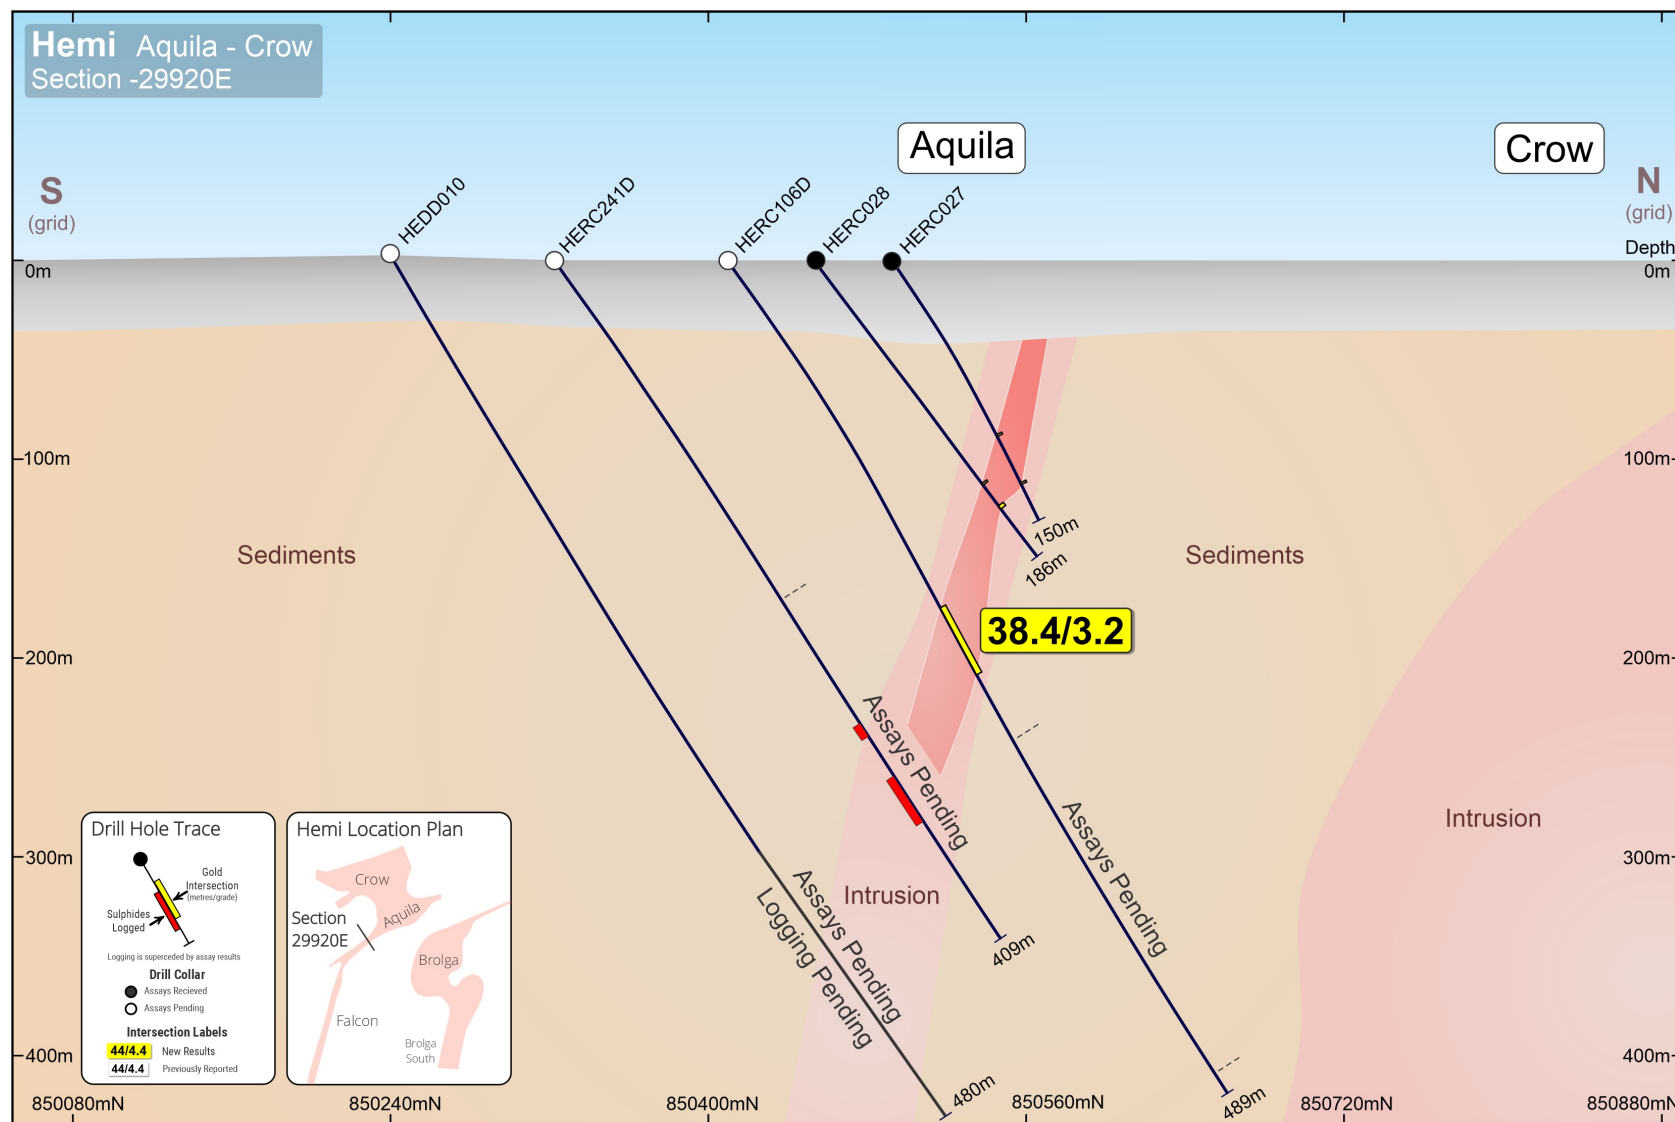 Hemi Aquila - Crow
Section -29920E
Aquila
Crow
S
(grid)
N
(grid)
HEDD010
HERC241D
HERC106D
HERC028
HERC027
Depth
0m
0m
100m
100m
150m
186m
Sediments
Sediments
38.4/3.2
200m
200m
Assays Pending
Assays Pending
Intrusion
Intrusion
300m
300m
Assays Pending
Logging Pending
409m
400m
400m
480m
489m
Drill Hole Trace
Gold
Intersection
(metres/grade)
Sulphides
Logged
Logging is superceded by assay results
Drill Collar
Assays Recieved
Assays Pending
Intersection Labels
44/4.4 New Results
44/4.4 Previously Reported
Hemi Location Plan
Crow
Aquila
Section
29920E
Brolga
Falcon
Brolga
South
850080mN
850240mN
850400mN
850560mN
850720mN
850880mN